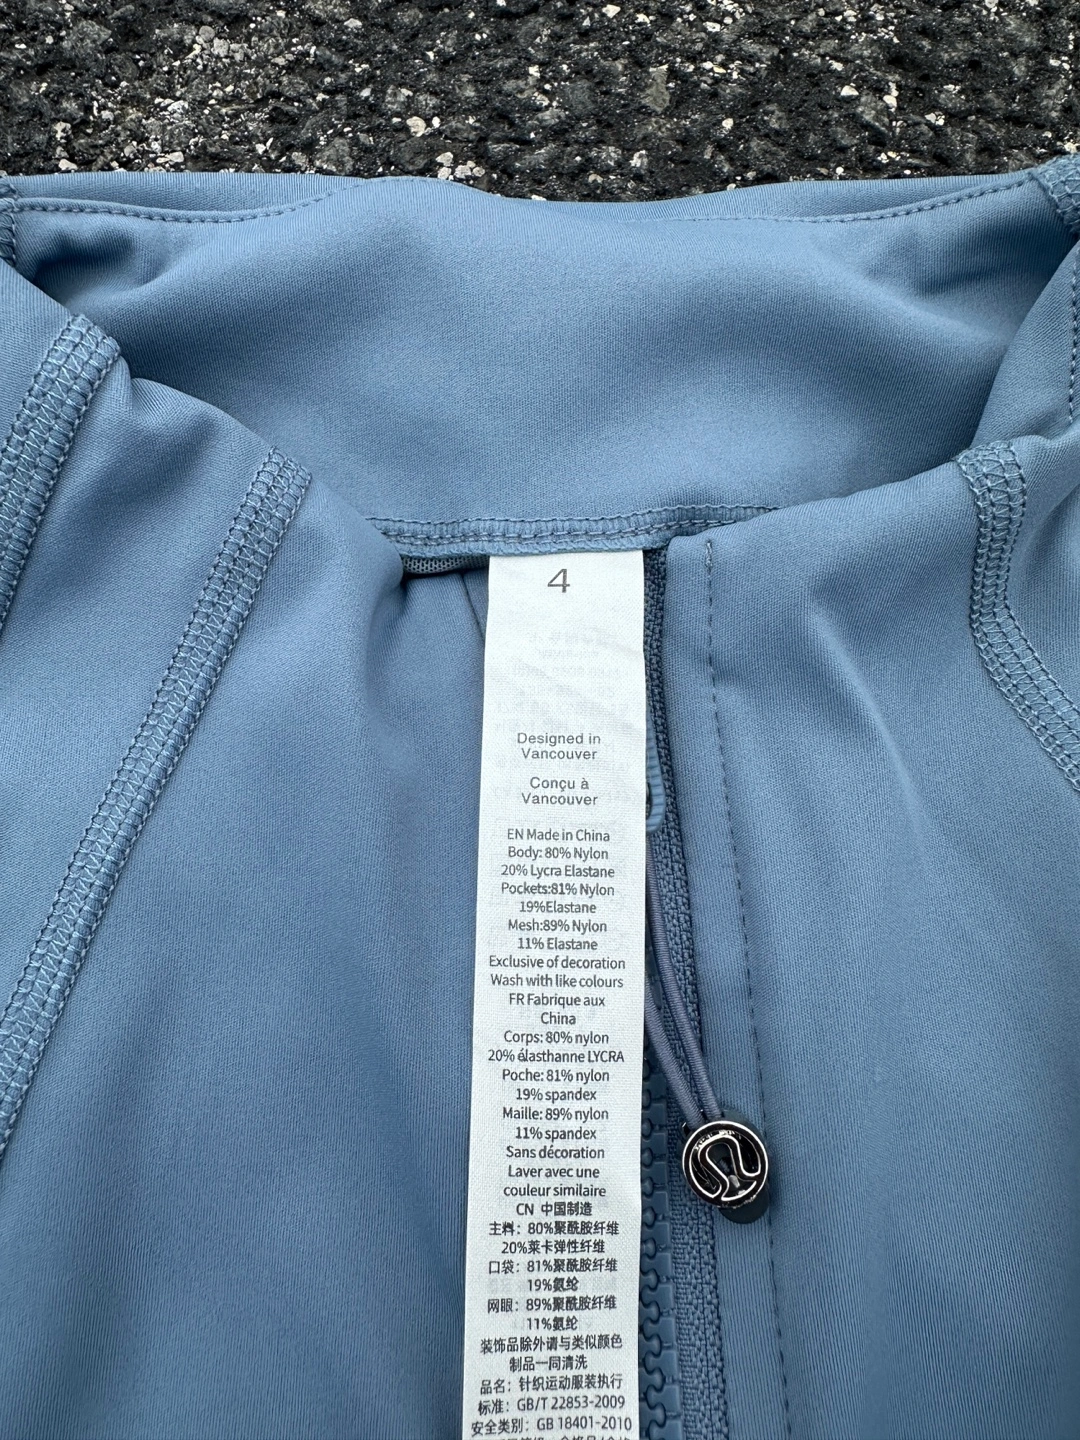 4
Designed in
Vancouver
Conçu à
Vancouver
EN Made in China
Body: 80% Nylon
20% Lycra Elastane
Pockets:81% Nylon
19%Elastane
Mesh:89% Nylon
11% Elastane
Exclusive of decoration
Wash with like colours
FR Fabrique aux
China
Corps: 80% nylon
20% élasthanne LYCRA
Poche: 81% nylon
19% spandex
Maille: 89% nylon
11% spandex
Sans décoration
Laver avec une
couleur similaire
CN 中国制造
主料：80%聚酰胺纤维
20%莱卡弹性纤维
口袋：81%聚酰胺纤维
19%氨纶
网眼：89%聚酰胺纤维
11%氨纶
装饰品除外请与类似颜色
制品一同清洗
品名：针织运动服装执行
标准：GB/T 22853-2009
安全类别：GB 18401-2010